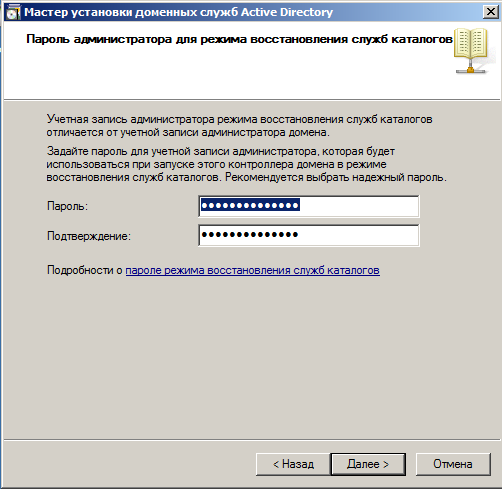 Мастер установки доменных служб Active Directory
Пароль администратора для режима восстановления служб каталогов
Учетная запись администратора режима восстановления служб каталогов
отличается от учетной записи администратора домена.
Задайте пароль для учетной записи администратора, которая будет
использоваться при запуске этого контроллера домена в режиме
восстановления служб каталогов. Рекомендуется выбрать надежный пароль.
Пароль: ●●●●●●●●●●●●●●
Подтверждение: ●●●●●●●●●●●●●●
Подробности о пароле режима восстановления служб каталогов
< Назад Далее > Отмена